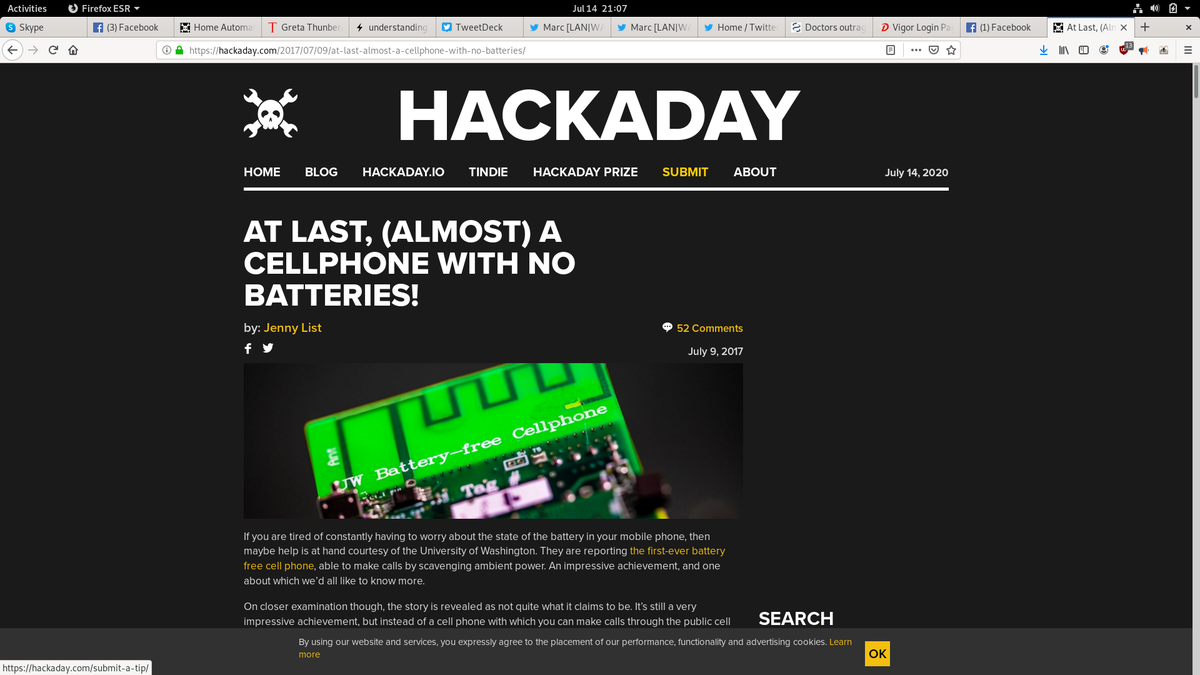 Activities Firefox ESR Jul 14 21:07
Skype (3) Facebook Home Automa T Greta Thunber understanding TweetDeck Marc [LAN|WA Marc [LAN|WA Home / Twitte Doctors outrag Vigor Login Pa (1) Facebook At Last, (Alm
https://hackaday.com/2017/07/09/at-last-almost-a-cellphone-with-no-batteries/ 13
HACKADAY
HOME BLOG HACKADAY.IO TINDIE HACKADAY PRIZE SUBMIT ABOUT July 14, 2020
AT LAST, (ALMOST) A
CELLPHONE WITH NO
BATTERIES!
by: Jenny List 52 Comments
July 9, 2017
Ant
UW Battery-free Cellphone
Tag #
If you are tired of constantly having to worry about the state of the battery in your mobile phone, then
maybe help is at hand courtesy of the University of Washington. They are reporting the first-ever battery
free cell phone, able to make calls by scavenging ambient power. An impressive achievement, and one
about which we'd all like to know more.
On closer examination though, the story is revealed as not quite what it claims to be. It's still a very
impressive achievement, but instead of a cell phone with which you can make calls through the public cell
SEARCH
By using our website and services, you expressly agree to the placement of our performance, functionality and advertising cookies. Learn
more
OK
https://hackaday.com/submit-a-tip/